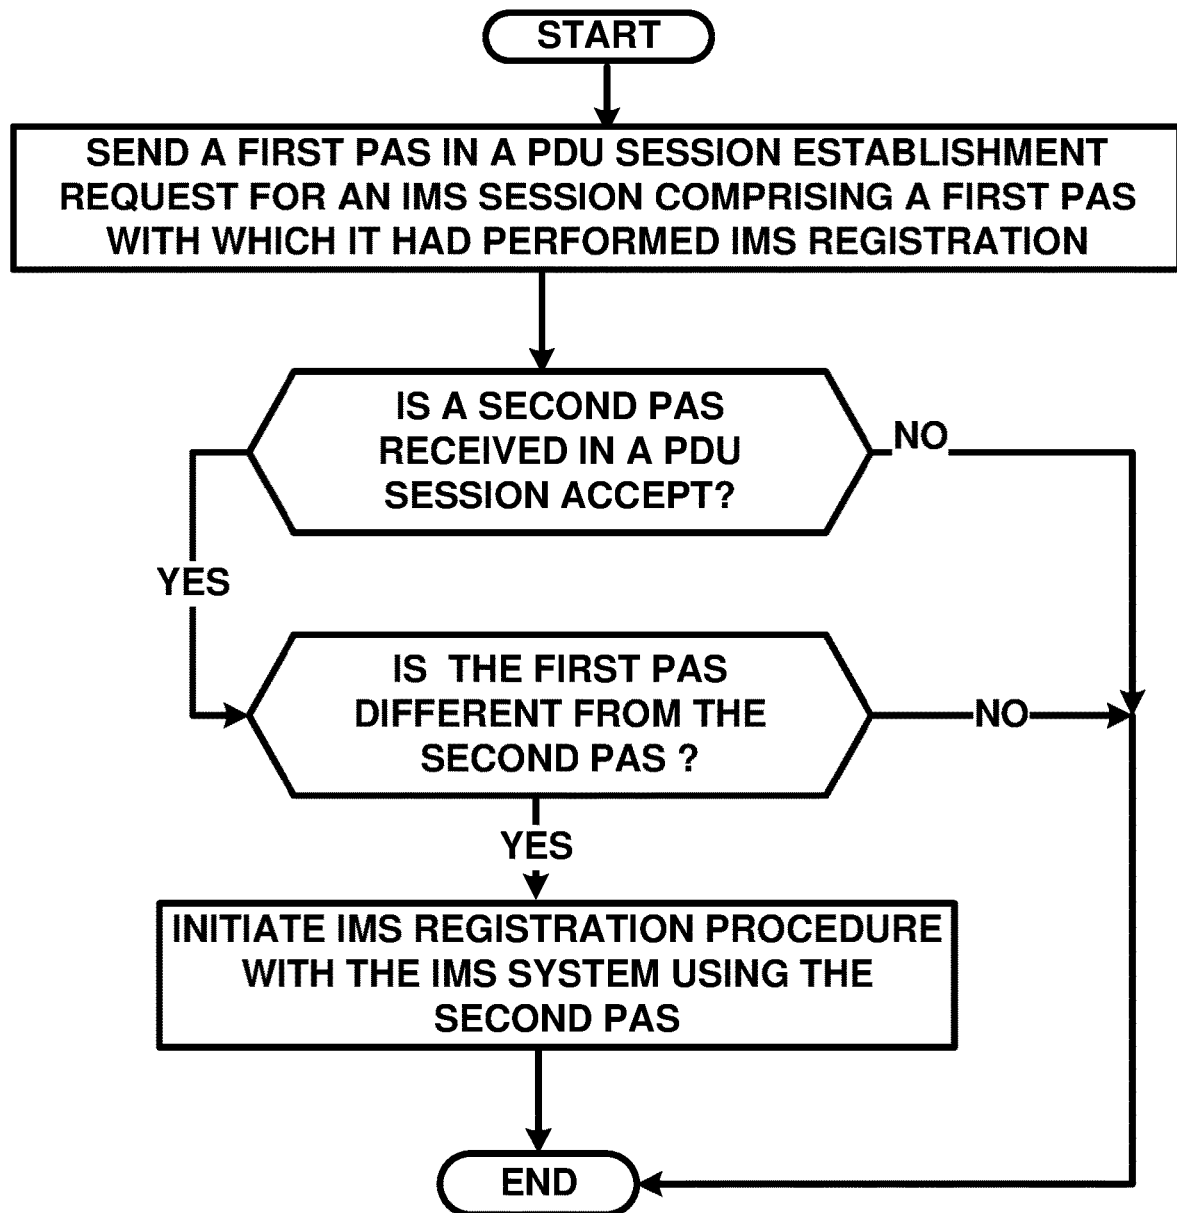 START
SEND A FIRST PAS IN A PDU SESSION ESTABLISHMENT
REQUEST FOR AN IMS SESSION COMPRISING A FIRST PAS
WITH WHICH IT HAD PERFORMED IMS REGISTRATION
IS A SECOND PAS
RECEIVED IN A PDU
SESSION ACCEPT?
NO
YES
IS THE FIRST PAS
DIFFERENT FROM THE
SECOND PAS ?
NO
YES
INITIATE IMS REGISTRATION PROCEDURE
WITH THE IMS SYSTEM USING THE
SECOND PAS
END